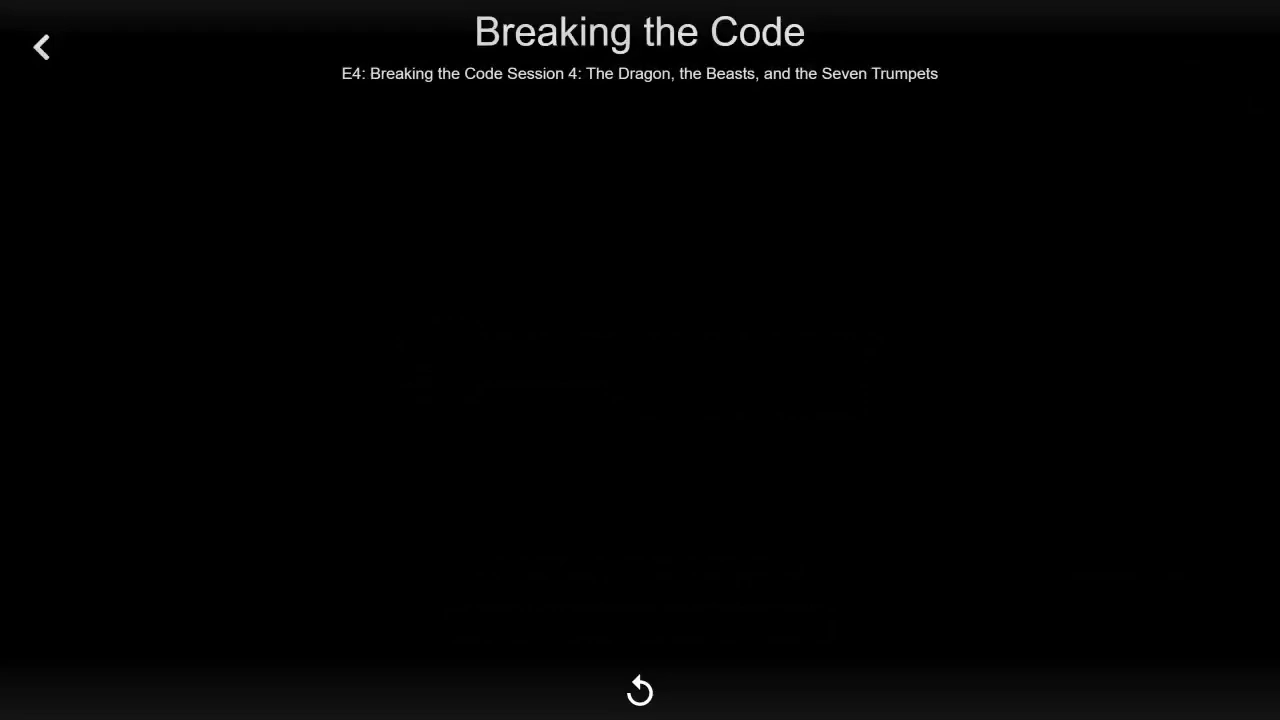 Breaking the Code
E4: Breaking the Code Session 4: The Dragon, the Beasts, and the Seven Trumpets